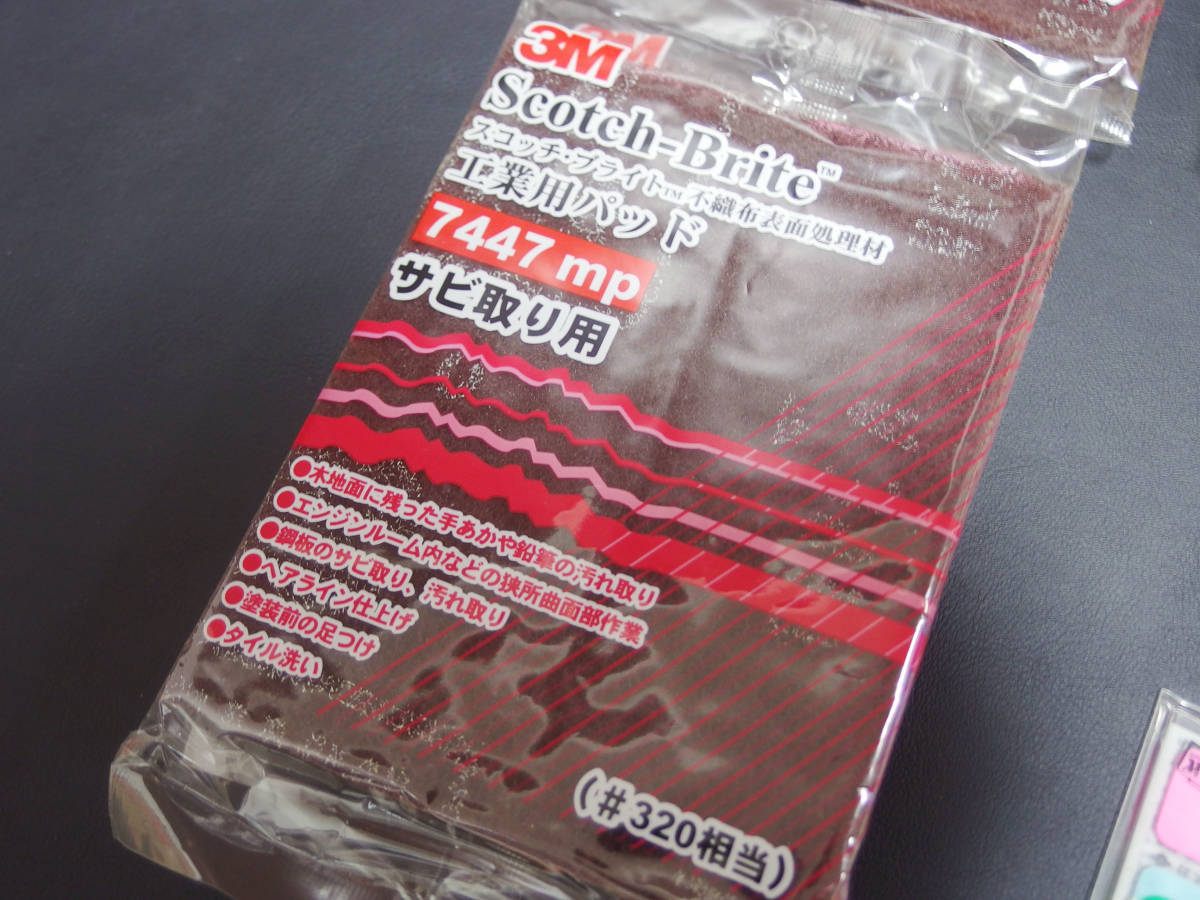 3M
Scotch-Brite™
スコッチ・ブライト™不織布表面処理材
工業用パッド
7447 mp
サビ取り用
●木地面に残った手あかや鉛筆の汚れ取り
●エンジンルーム内などの狭所曲面部作業
●鋼板のサビ取り、汚れ取り
●ヘアライン仕上げ
●塗装前の足つけ
●タイル洗い
(♯320相当)